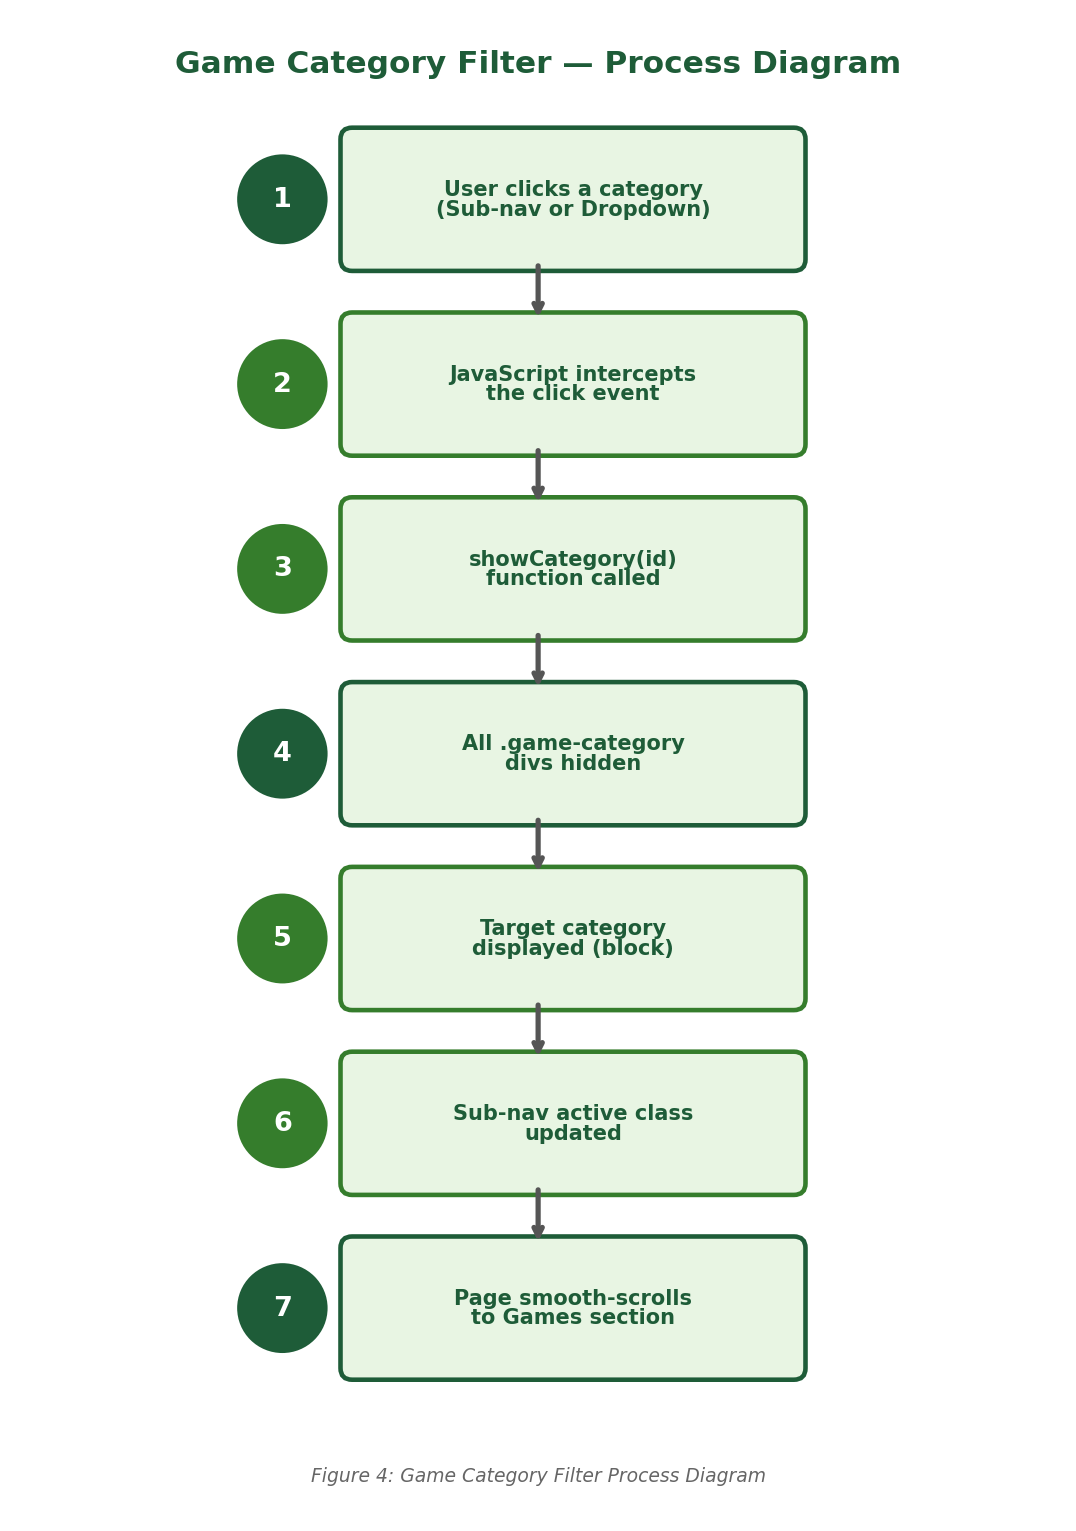 Game Category Filter — Process Diagram
1
User clicks a category
(Sub-nav or Dropdown)
2
JavaScript intercepts
the click event
3
showCategory(id)
function called
4
All .game-category
divs hidden
5
Target category
displayed (block)
6
Sub-nav active class
updated
7
Page smooth-scrolls
to Games section
Figure 4: Game Category Filter Process Diagram